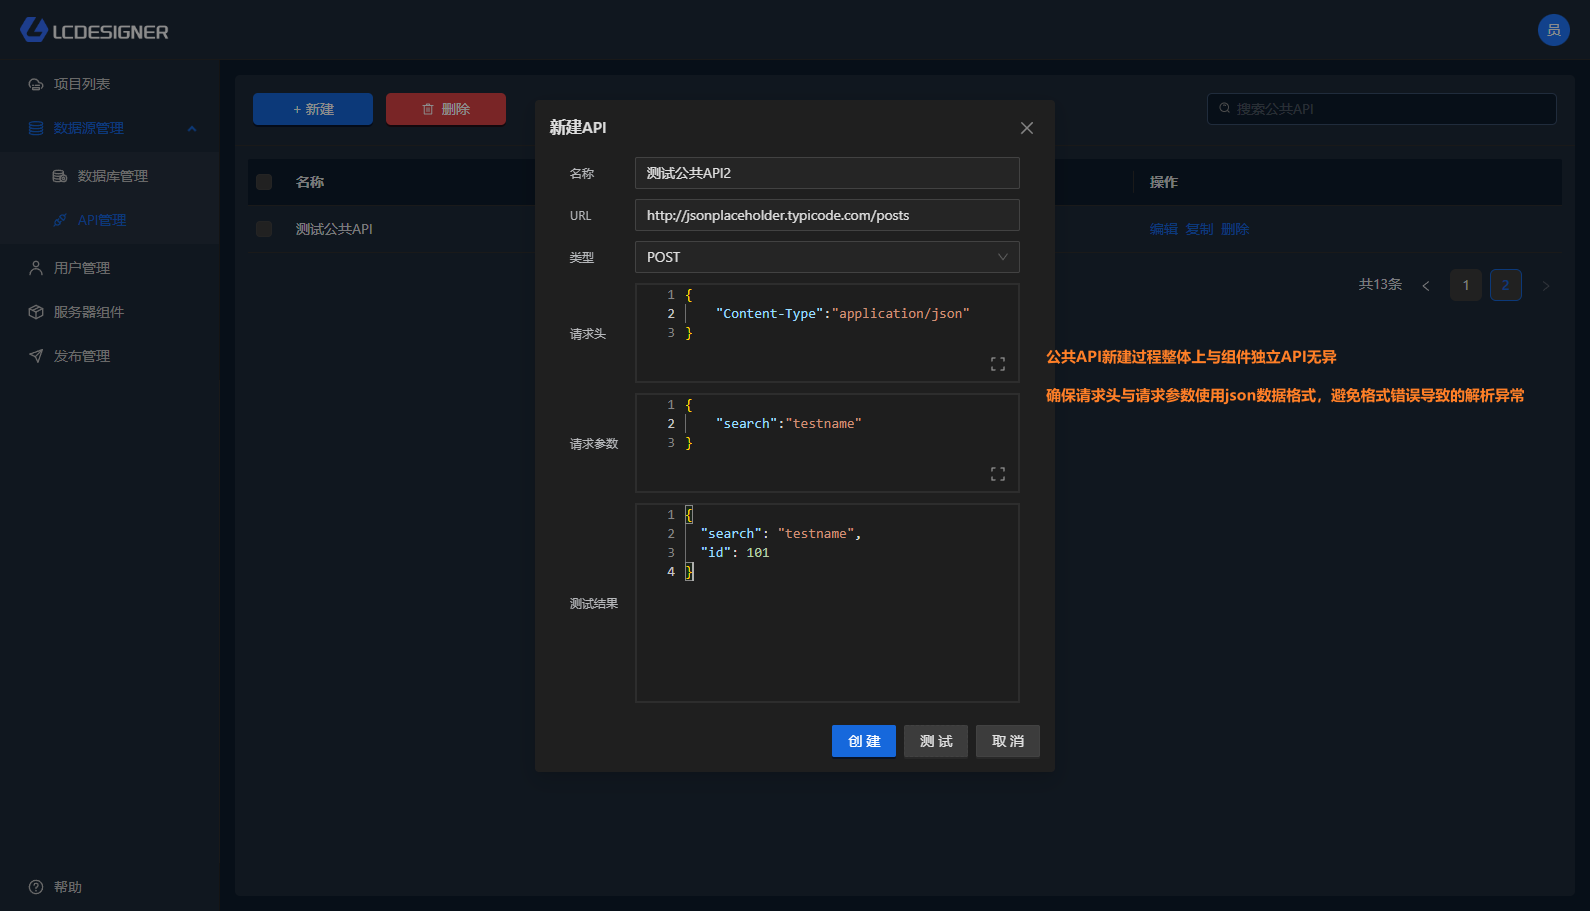 LCDESIGNER
员
项目列表
数据源管理
数据库管理
API管理
用户管理
服务器组件
发布管理
帮助
+ 新建
删除
搜索公共API
名称
操作
测试公共API
编辑 复制 删除
共13条 < 1 2 >
新建API
名称
测试公共API2
URL
http://jsonplaceholder.typicode.com/posts
类型
POST
请求头
1 {
2 "Content-Type":"application/json"
3 }
请求参数
1 {
2 "search":"testname"
3 }
测试结果
1 {
2 "search": "testname",
3 "id": 101
4 }
创 建
测 试
取 消
公共API新建过程整体上与组件独立API无异
确保请求头与请求参数使用json数据格式，避免格式错误导致的解析异常